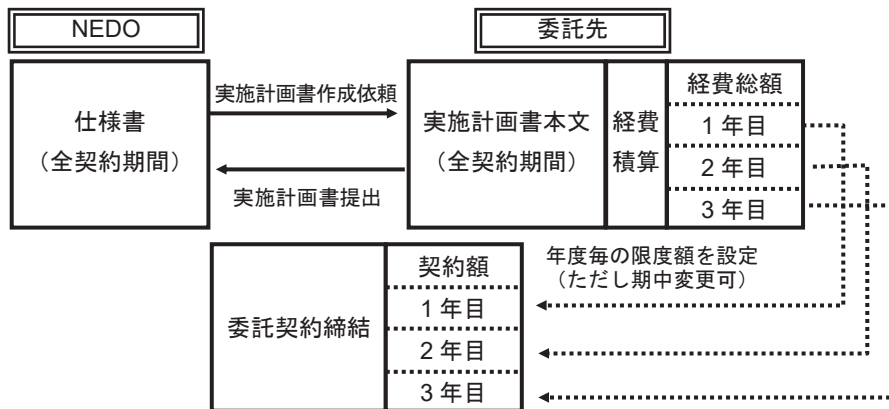 NEDO
委託先
仕様書
（全契約期間）
実施計画書作成依頼
実施計画書提出
実施計画書本文
（全契約期間）
経費
積算
経費総額
1 年目
2 年目
3 年目
年度毎の限度額を設定
（ただし期中変更可）
委託契約締結
契約額
1 年目
2 年目
3 年目